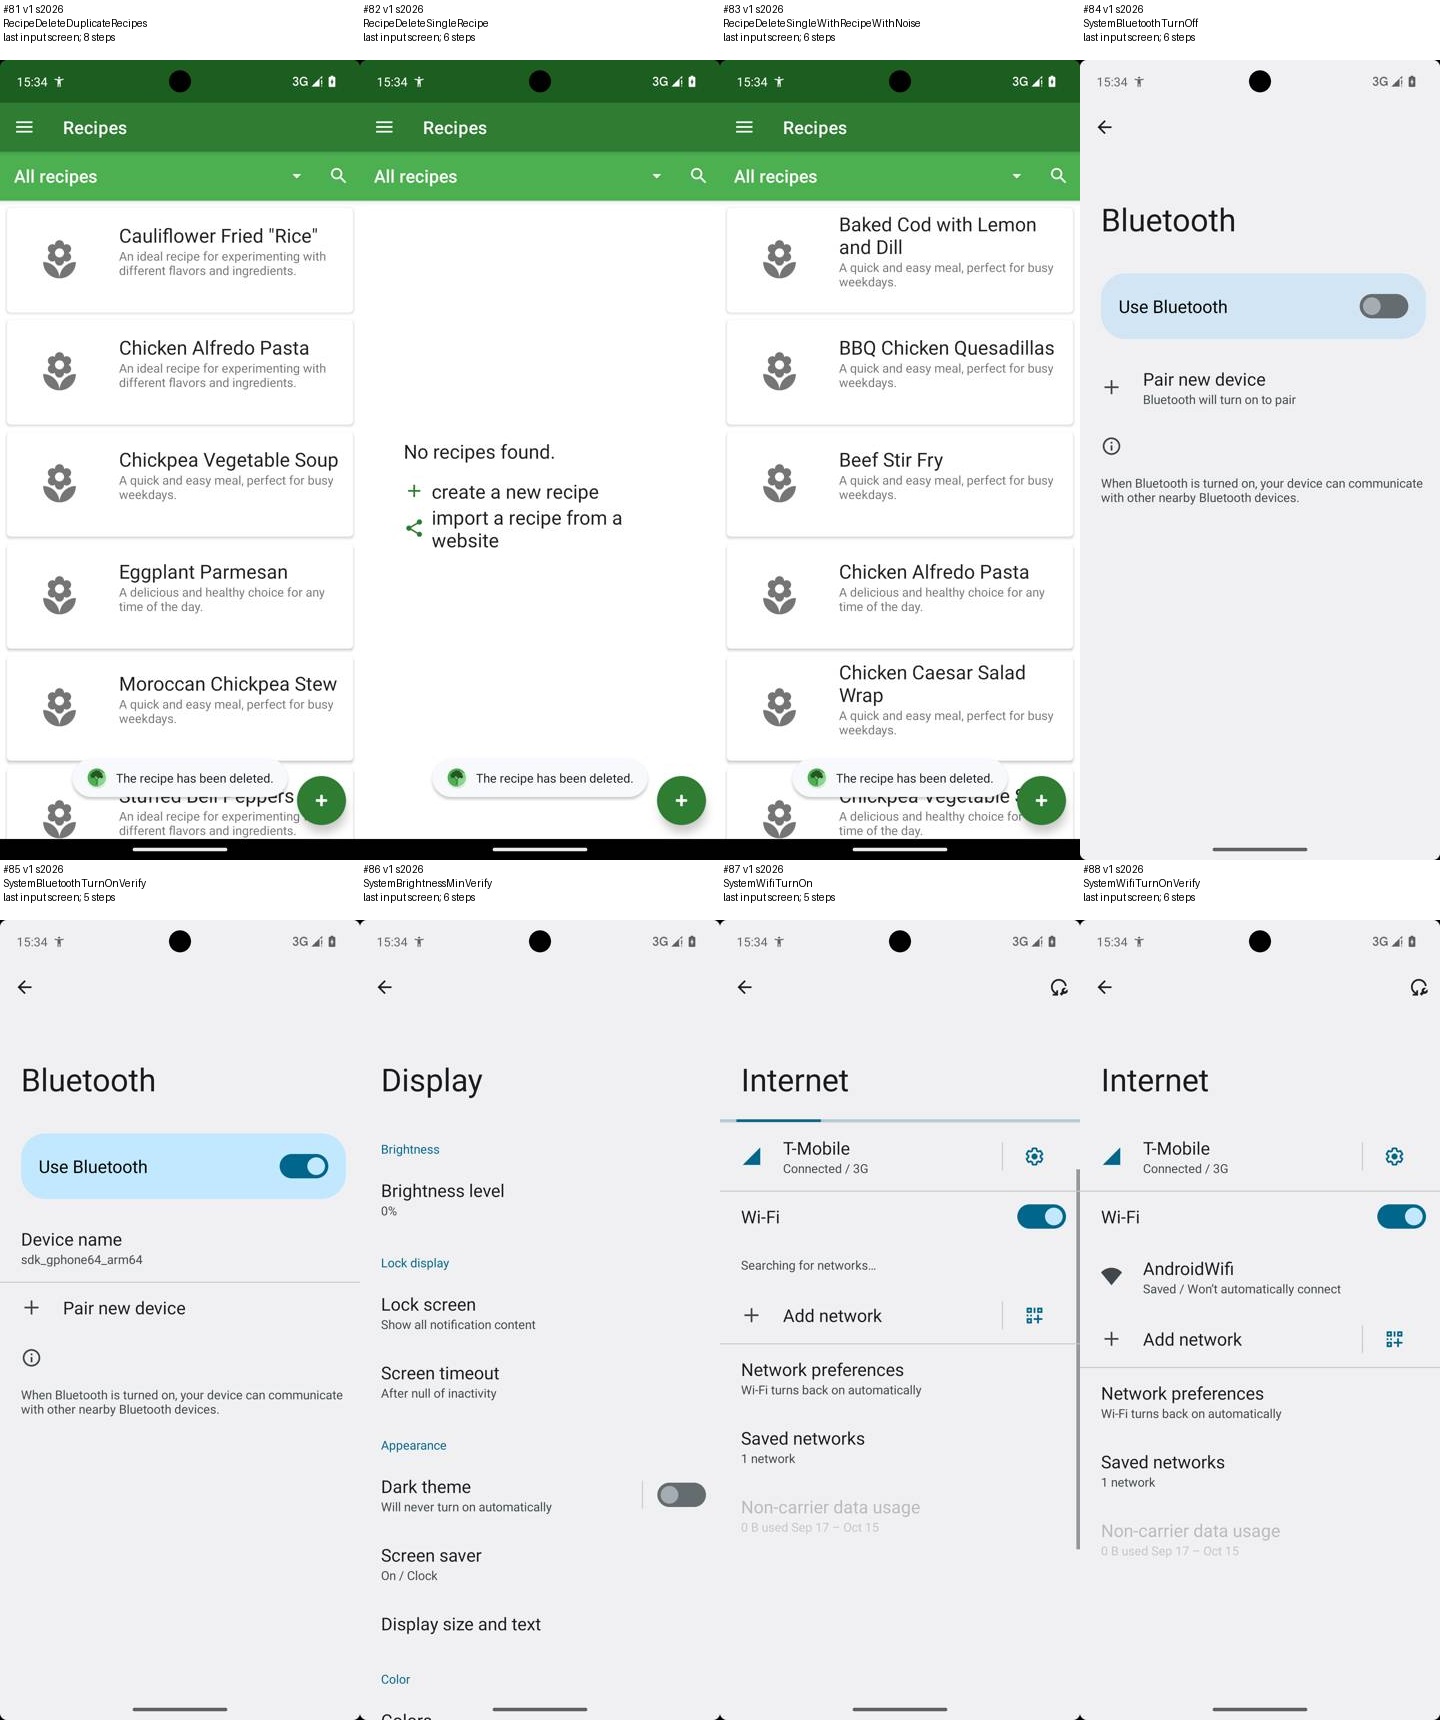 #81 v1 s2026
RecipeDeleteDuplicateRecipes
last input screen; 8 steps
15:34
3G
Recipes
All recipes
Cauliflower Fried "Rice"
An ideal recipe for experimenting with
different flavors and ingredients.
Chicken Alfredo Pasta
An ideal recipe for experimenting with
different flavors and ingredients.
Chickpea Vegetable Soup
A quick and easy meal, perfect for busy
weekdays.
Eggplant Parmesan
A delicious and healthy choice for any
time of the day.
Moroccan Chickpea Stew
A quick and easy meal, perfect for busy
weekdays.
The recipe has been deleted.
Stuffed Bell Peppers
An ideal recipe for experimenting
different flavors and ingredients.
#82 v1 s2026
RecipeDeleteSingleRecipe
last input screen; 6 steps
15:34
3G
Recipes
All recipes
No recipes found.
create a new recipe
import a recipe from a
website
The recipe has been deleted.
#83 v1 s2026
RecipeDeleteSingleWithRecipeWithNoise
last input screen; 6 steps
15:34
3G
Recipes
All recipes
Baked Cod with Lemon
and Dill
A quick and easy meal, perfect for busy
weekdays.
BBQ Chicken Quesadillas
A quick and easy meal, perfect for busy
weekdays.
Beef Stir Fry
A quick and easy meal, perfect for busy
weekdays.
Chicken Alfredo Pasta
A delicious and healthy choice for any
time of the day.
Chicken Caesar Salad
Wrap
A quick and easy meal, perfect for busy
weekdays.
The recipe has been deleted.
Chickpea Vegetable S
A delicious and healthy choice for
time of the day.
#84 v1 s2026
SystemBluetoothTurnOff
last input screen; 6 steps
15:34
3G
Bluetooth
Use Bluetooth
Pair new device
Bluetooth will turn on to pair
When Bluetooth is turned on, your device can communicate
with other nearby Bluetooth devices.
#85 v1 s2026
SystemBluetoothTurnOnVerify
last input screen; 5 steps
15:34
3G
Bluetooth
Use Bluetooth
Device name
sdk_gphone64_arm64
Pair new device
When Bluetooth is turned on, your device can communicate
with other nearby Bluetooth devices.
#86 v1 s2026
SystemBrightnessMinVerify
last input screen; 6 steps
15:34
3G
Display
Brightness
Brightness level
0%
Lock display
Lock screen
Show all notification content
Screen timeout
After null of inactivity
Appearance
Dark theme
Will never turn on automatically
Screen saver
On / Clock
Display size and text
Color
Colors
#87 v1 s2026
SystemWifiTurnOn
last input screen; 5 steps
15:34
3G
Internet
T-Mobile
Connected / 3G
Wi-Fi
Searching for networks…
Add network
Network preferences
Wi-Fi turns back on automatically
Saved networks
1 network
Non-carrier data usage
0 B used Sep 17 – Oct 15
#88 v1 s2026
SystemWifiTurnOnVerify
last input screen; 6 steps
15:34
3G
Internet
T-Mobile
Connected / 3G
Wi-Fi
AndroidWifi
Saved / Won't automatically connect
Add network
Network preferences
Wi-Fi turns back on automatically
Saved networks
1 network
Non-carrier data usage
0 B used Sep 17 – Oct 15